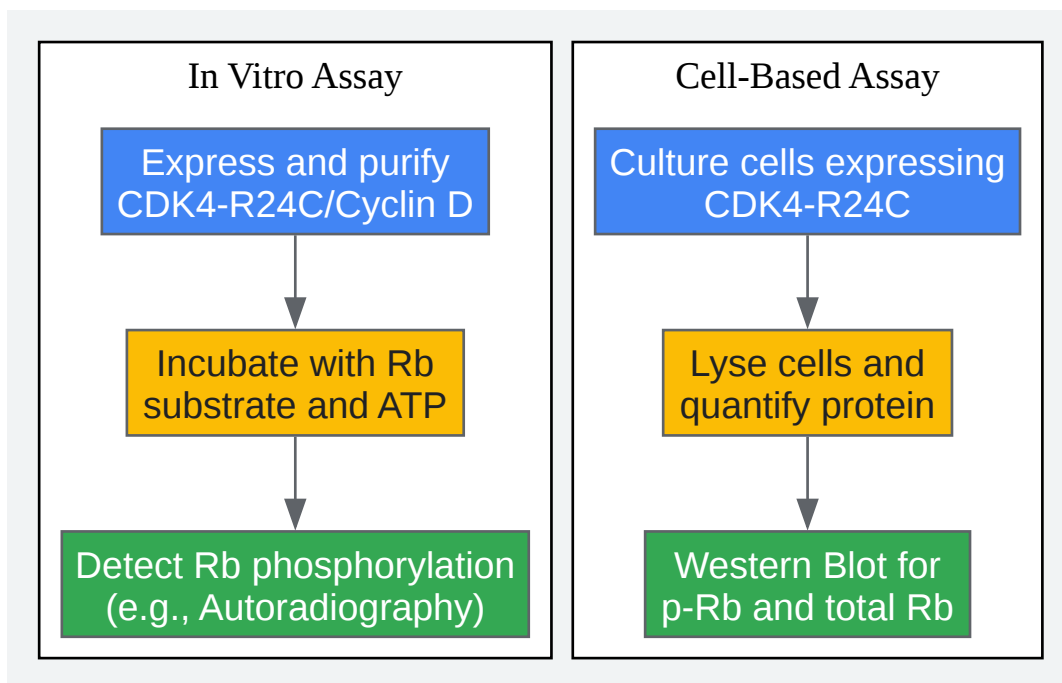 In Vitro Assay
Express and purify
CDK4-R24C/Cyclin D
Incubate with Rb
substrate and ATP
Detect Rb phosphorylation
(e.g., Autoradiography)
Cell-Based Assay
Culture cells expressing
CDK4-R24C
Lyse cells and
quantify protein
Western Blot for
p-Rb and total Rb